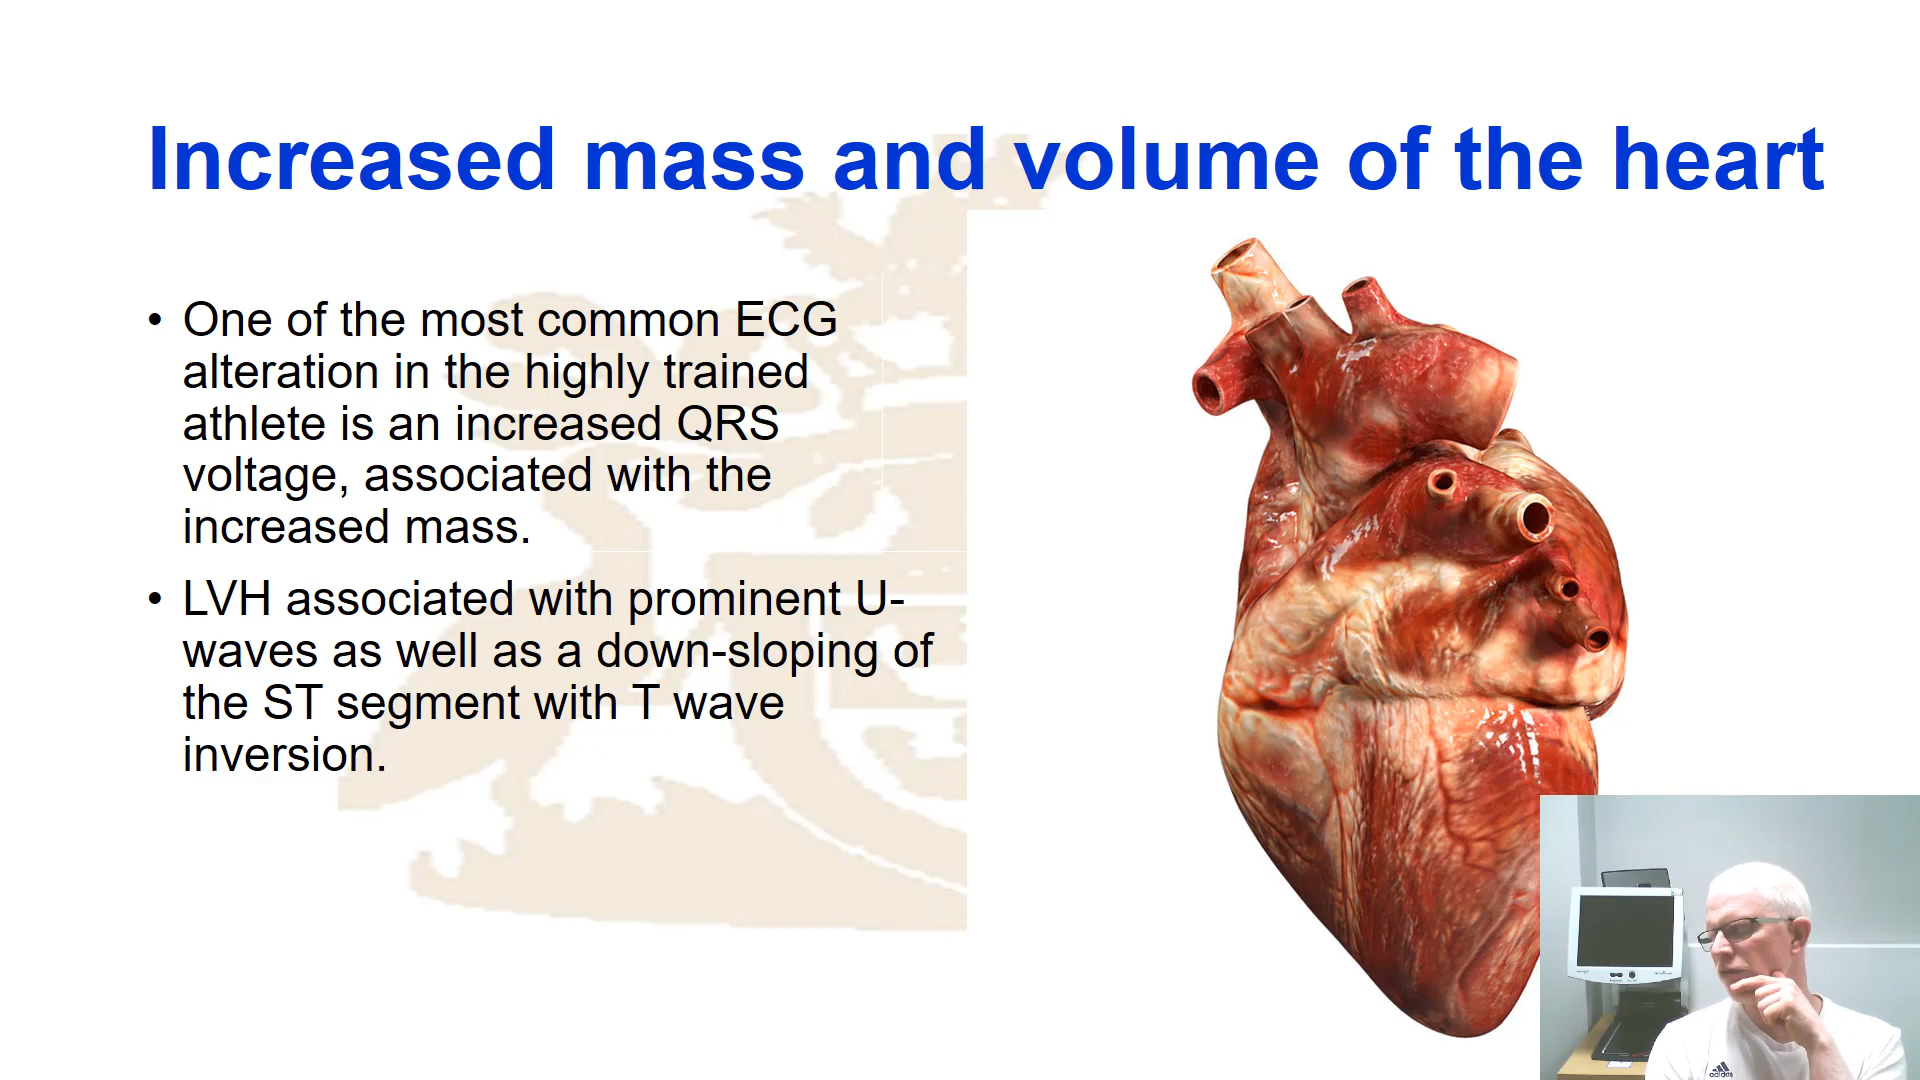 Increased mass and volume of the heart
• One of the most common ECG
alteration in the highly trained
athlete is an increased QRS
voltage, associated with the
increased mass.
• LVH associated with prominent U-
waves as well as a down-sloping of
the ST segment with T wave
inversion.
adidas